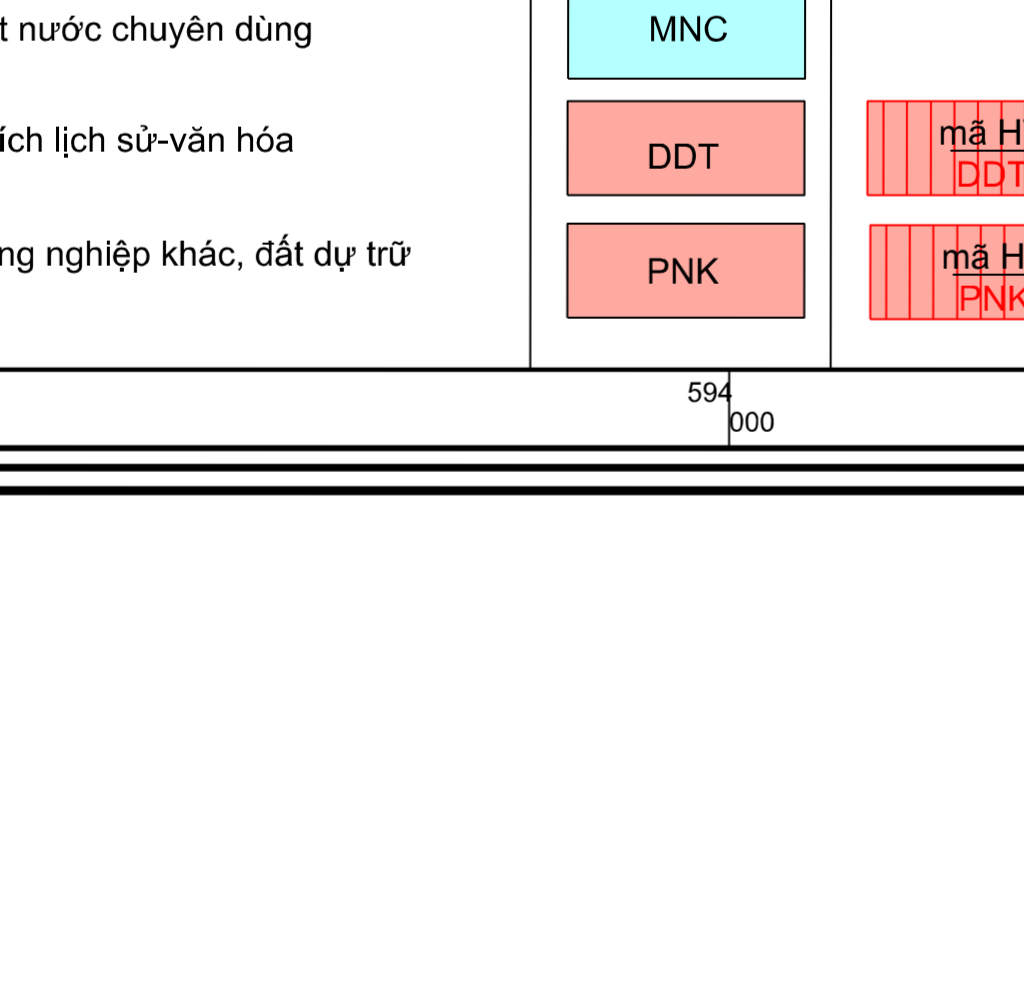 t nước chuyên dùng
MNC
ích lịch sử-văn hóa
DDT
mã H
DDT
ng nghiệp khác, đất dự trữ
PNK
mã H
PNK
594
000